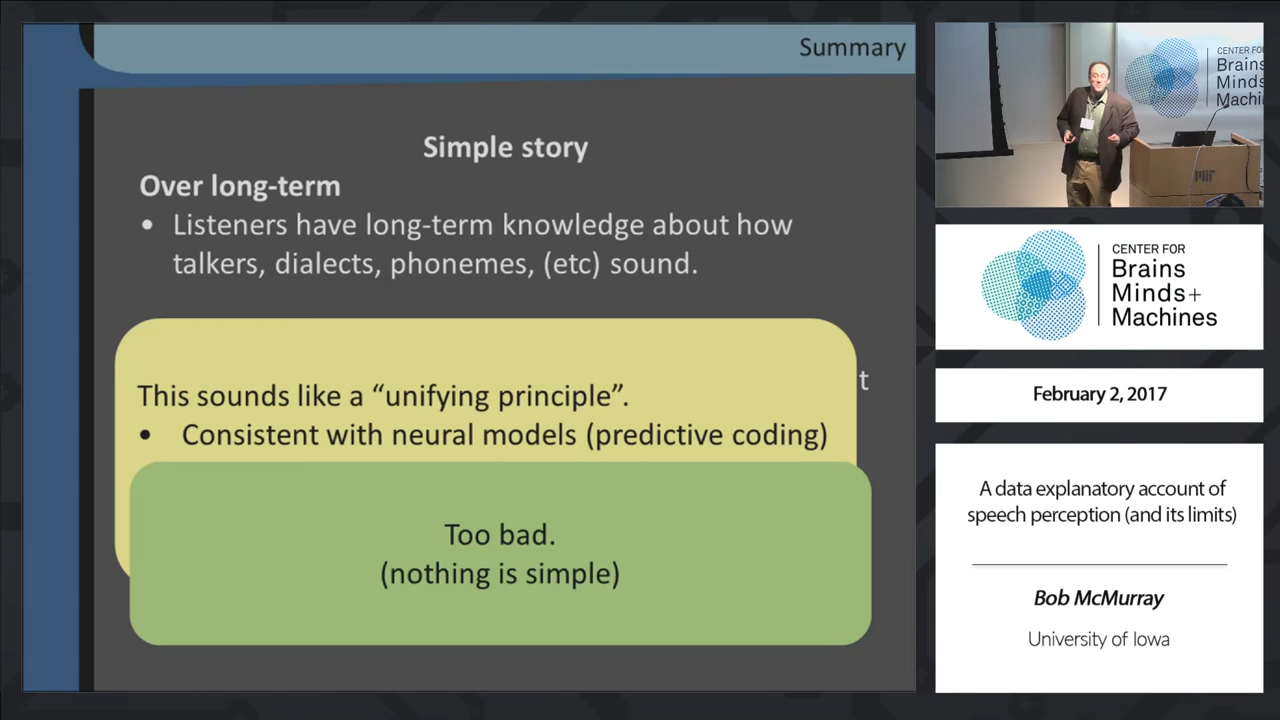 Summary
Simple story
Over long-term
• Listeners have long-term knowledge about how
talkers, dialects, phonemes, (etc) sound.
t
This sounds like a “unifying principle”.
• Consistent with neural models (predictive coding)
Too bad.
(nothing is simple)
CENTER FO
Brains
Minds
Machi
MIT
CENTER FOR
Brains
Minds+
Machines
February 2, 2017
A data explanatory account of
speech perception (and its limits)
Bob McMurray
University of Iowa